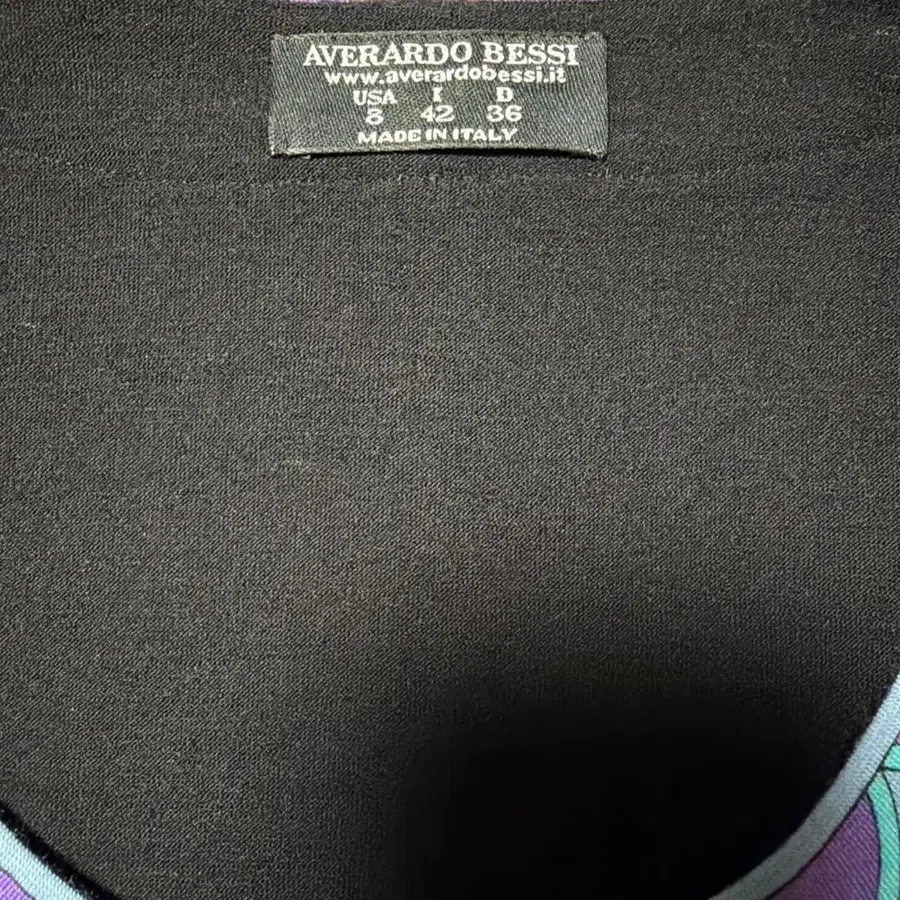 AVERARDO BESSI
www.averardobessi.it
USA I D
8 42 36
MADE IN ITALY